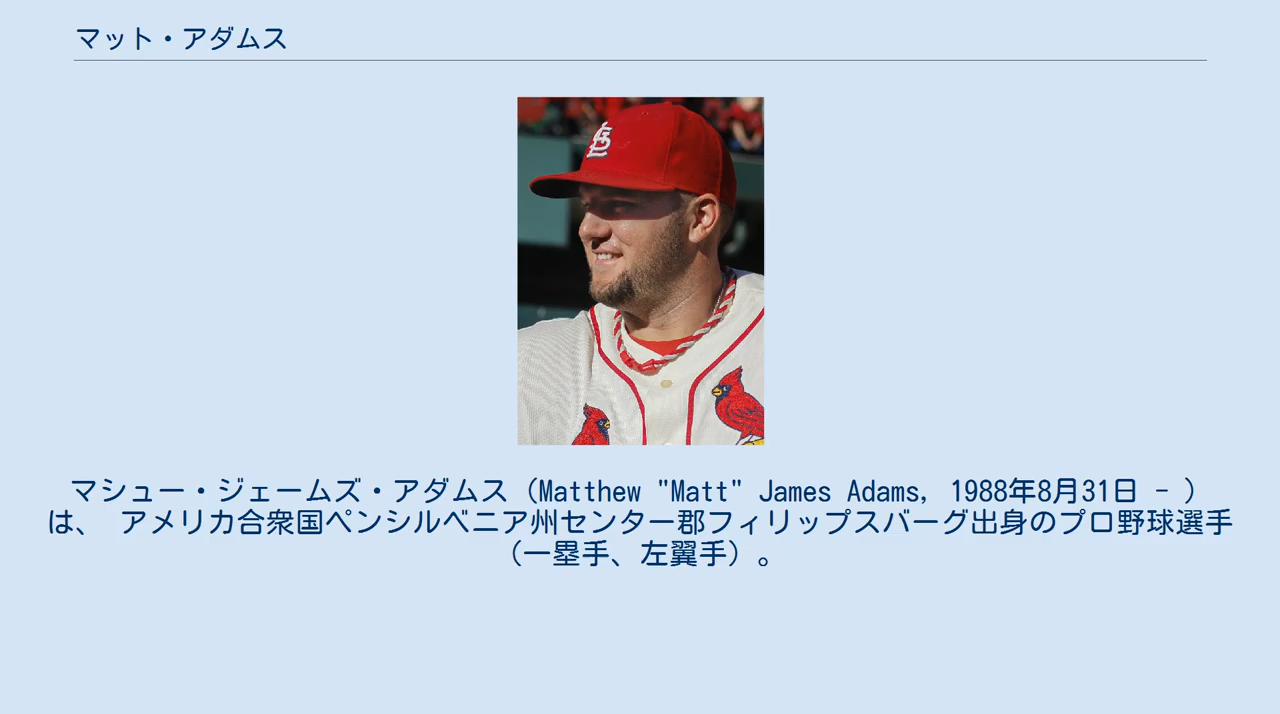 マット・アダムス
マシュー・ジェームズ・アダムス（Matthew "Matt" James Adams, 1988年8月31日 - ）
は、 アメリカ合衆国ペンシルベニア州センター郡フィリップスバーグ出身のプロ野球選手
（一塁手、左翼手）。